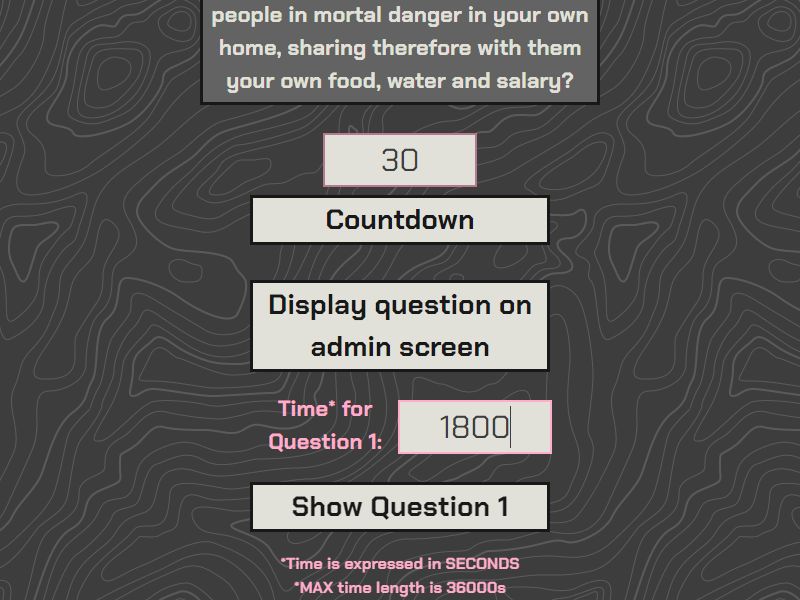 people in mortal danger in your own
home, sharing therefore with them
your own food, water and salary?
30
Countdown
Display question on
admin screen
Time* for
Question 1:
1800
Show Question 1
*Time is expressed in SECONDS
*MAX time length is 36000s